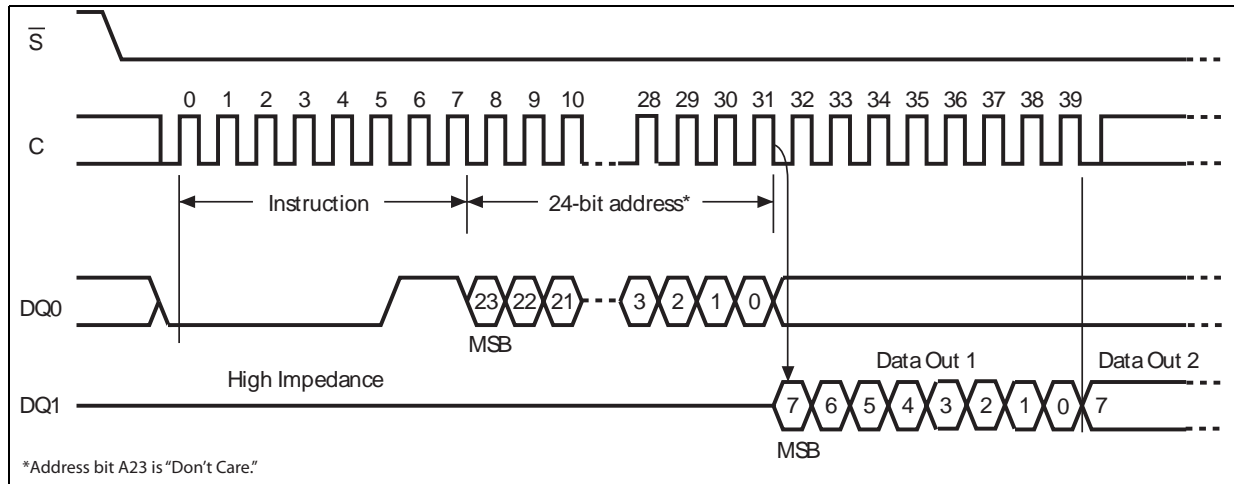 S
0 1 2 3 4 5 6 7 8 9 10 28 29 30 31 32 33 34 35 36 37 38 39
C
Instruction 24-bit address*
DQ0
23 22 21 3 2 1 0
MSB
Data Out 1 Data Out 2
High Impedance
DQ1
7 6 5 4 3 2 1 0 7
MSB
*Address bit A23 is “Don’t Care.”